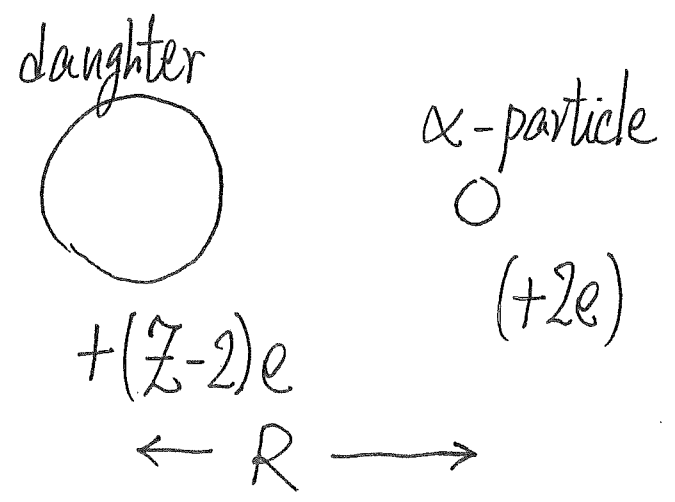 daughter
α-particle
(+2e)
+(Z-2)e
← R →